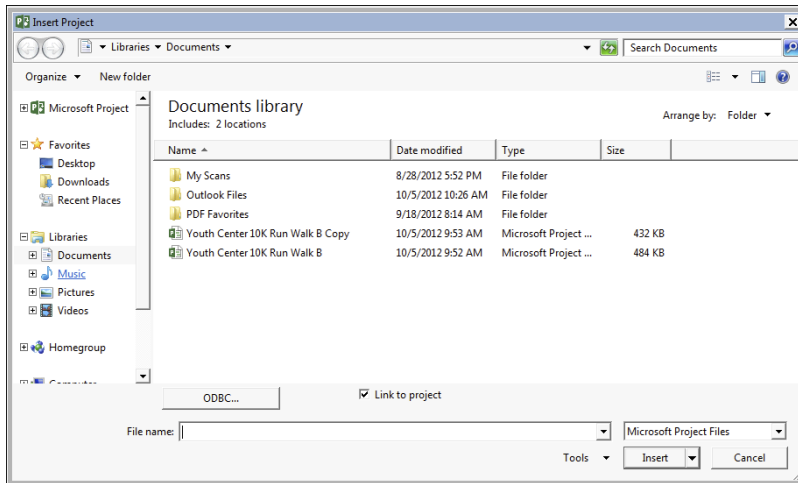 Insert Project
Libraries Documents
Search Documents
Organize New folder
Microsoft Project
Favorites
Desktop
Downloads
Recent Places
Libraries
Documents
Music
Pictures
Videos
Homegroup
Computer
Documents library
Includes: 2 locations
Arrange by: Folder
Name Date modified Type Size
My Scans 8/28/2012 5:52 PM File folder
Outlook Files 10/5/2012 10:26 AM File folder
PDF Favorites 9/18/2012 8:14 AM File folder
Youth Center 10K Run Walk B Copy 10/5/2012 9:53 AM Microsoft Project ... 432 KB
Youth Center 10K Run Walk B 10/5/2012 9:52 AM Microsoft Project ... 484 KB
ODBC... Link to project
File name: Microsoft Project Files
Tools Insert Cancel